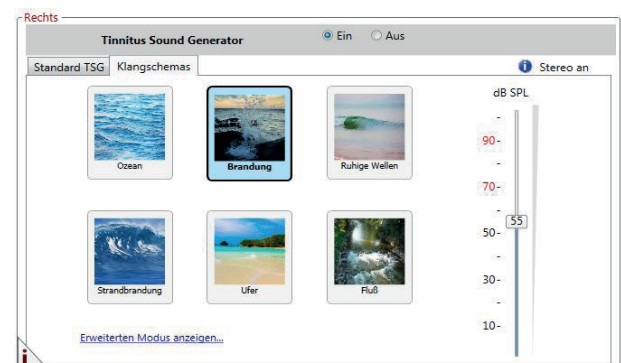 Rechts
Tinnitus Sound Generator
Ein
Aus
Standard TSG
Klangschemas
Stereo an
dB SPL
Ozean
Brandung
Ruhige Wellen
Strandbrandung
Ufer
Fluß
-
90-
-
70-
-
55
50-
-
30-
-
10-
Erweiterten Modus anzeigen...